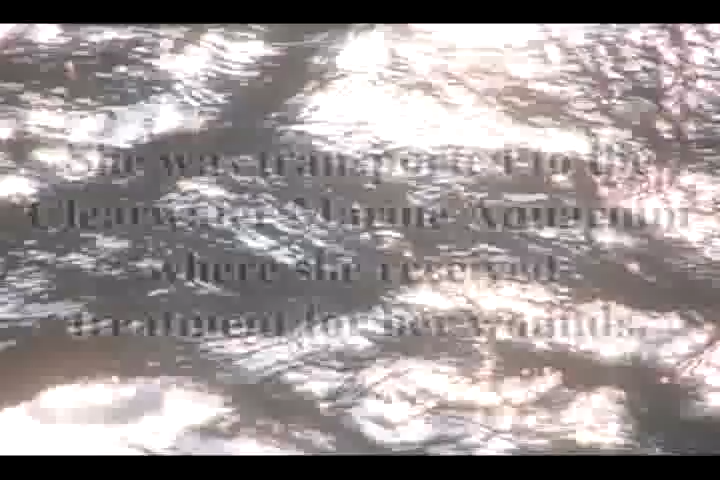 She was transported to the
Clearwater Marine Aquarium
where she received
treatment for her wounds.